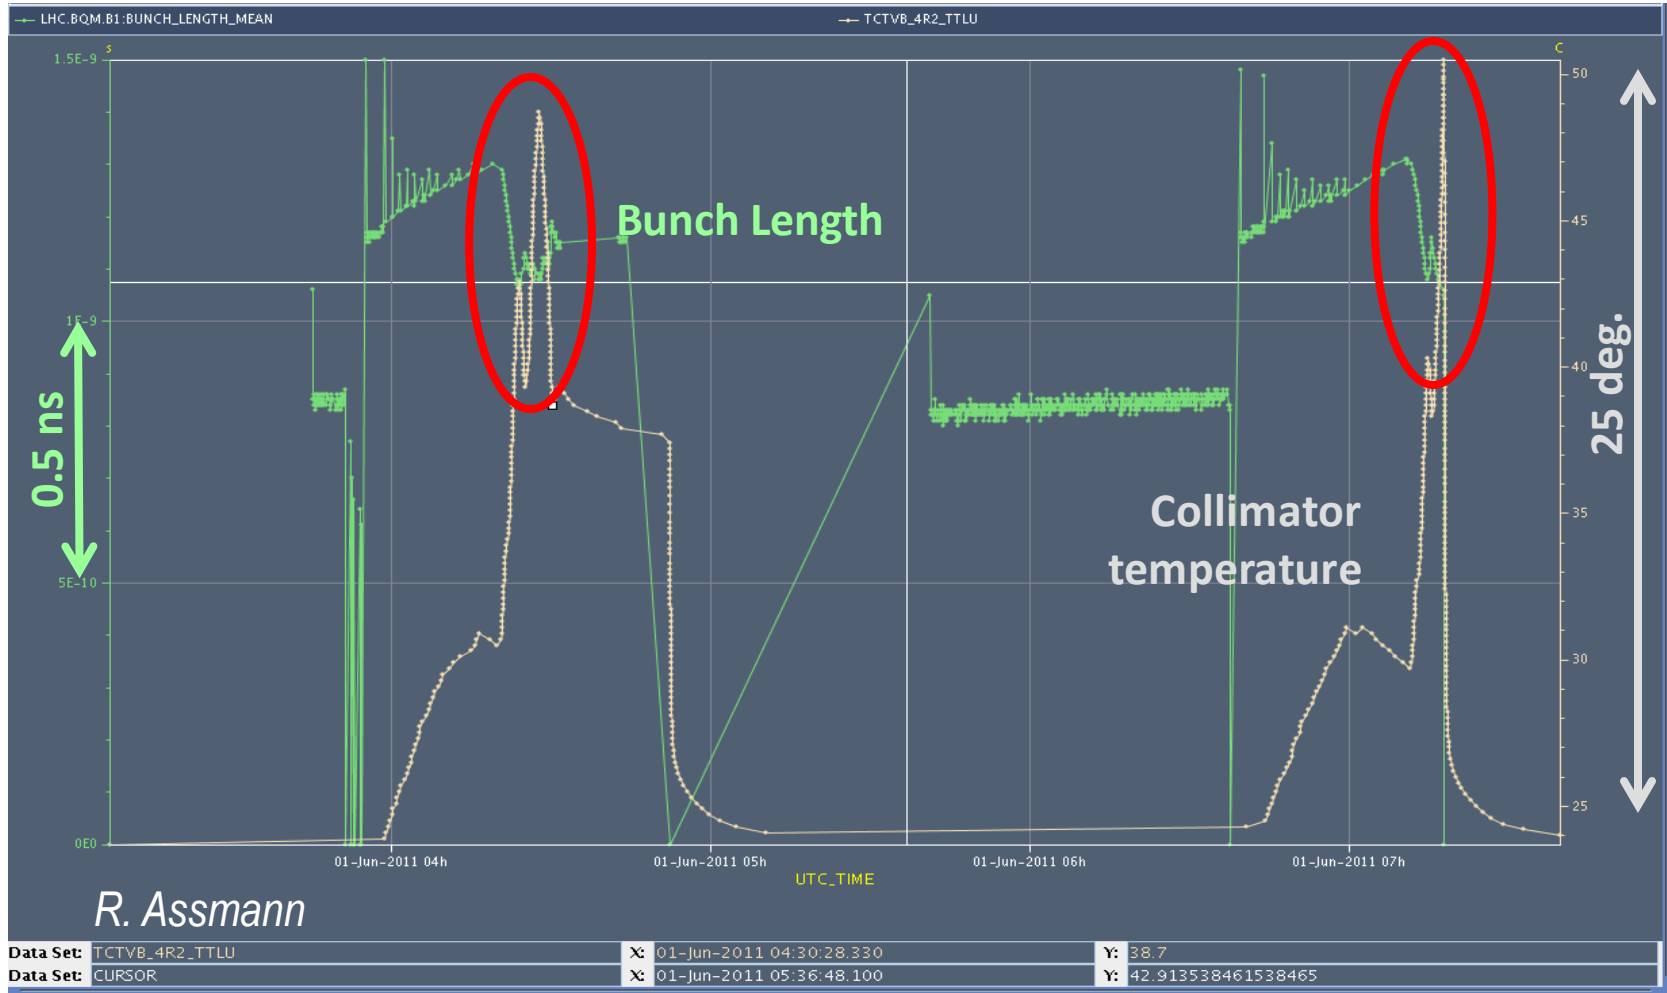 LHC.BQM.B1:BUNCH_LENGTH_MEAN
TCTVB_4R2_TTLU
S
C
1.5E-9
1E-9
5E-10
0E0
50
45
40
35
30
25
Bunch Length
0.5 ns
25 deg.
Collimator
temperature
01-Jun-2011 04h
01-Jun-2011 05h
01-Jun-2011 06h
01-Jun-2011 07h
UTC_TIME
R. Assmann
Data Set: TCTVB_4R2_TTLU X: 01-Jun-2011 04:30:28.330 Y: 38.7
Data Set: CURSOR X: 01-Jun-2011 05:36:48.100 Y: 42.913538461538465